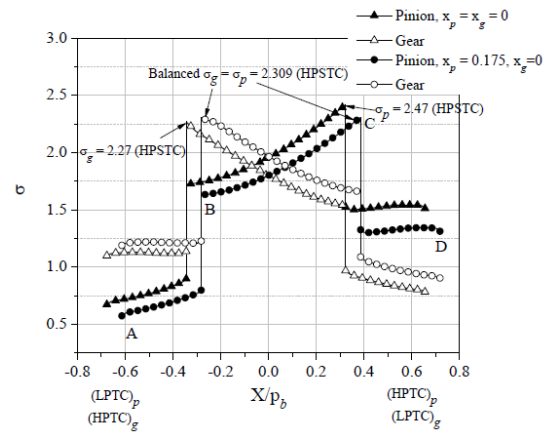 Pinion, x_p = x_g = 0
Gear
Pinion, x_p = 0.175, x_g=0
Gear
σ
3.0
2.5
2.0
1.5
1.0
0.5
Balanced σ_g = σ_p = 2.309 (HPSTC)
σ_p = 2.47 (HPSTC)
σ_g = 2.27 (HPSTC)
A
B
C
D
-0.8 -0.6 -0.4 -0.2 0.0 0.2 0.4 0.6 0.8
X/p_b
(LPTC)_p
(HPTC)_g
(HPTC)_p
(LPTC)_g